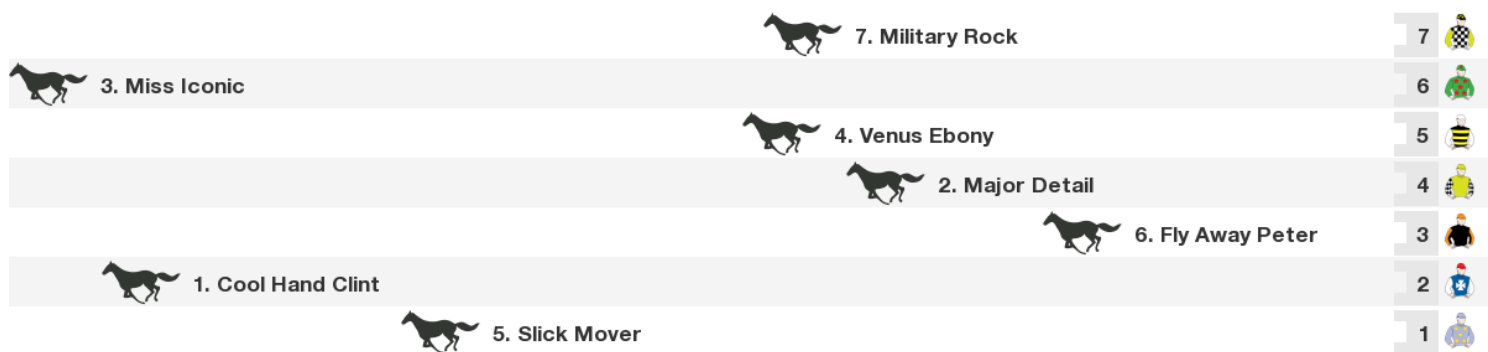 7. Military Rock 7
3. Miss Iconic 6
4. Venus Ebony 5
2. Major Detail 4
6. Fly Away Peter 3
1. Cool Hand Clint 2
5. Slick Mover 1